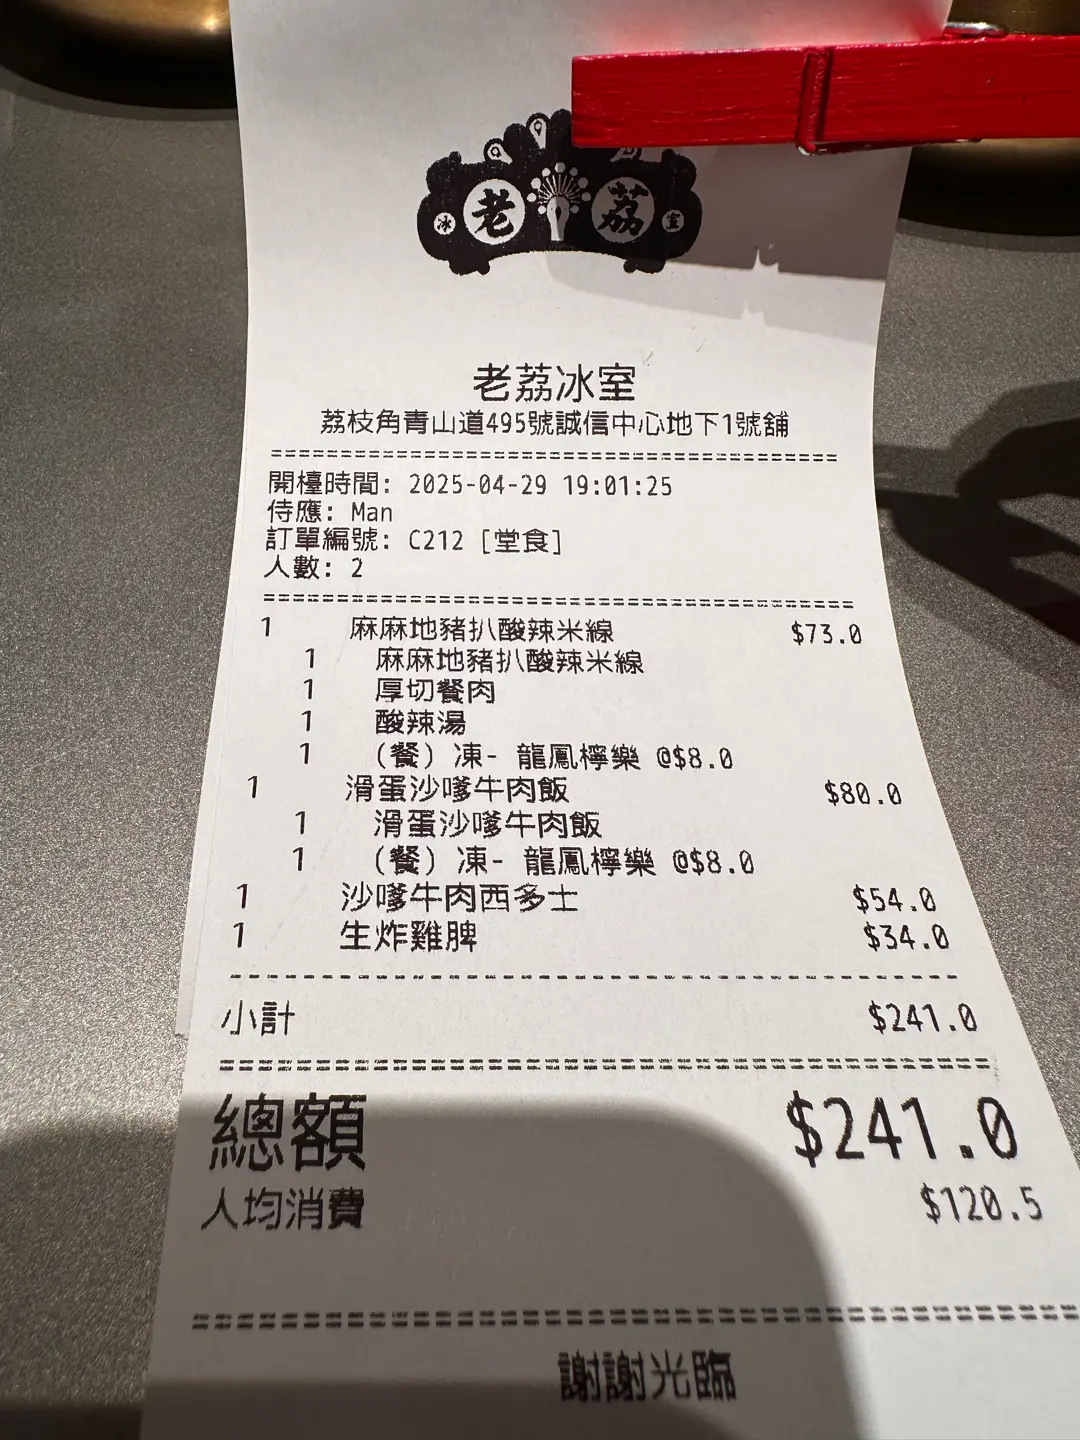 冰 老 荔 室
老荔冰室
荔枝角青山道495號誠信中心地下1號舖
開檯時間: 2025-04-29 19:01:25
侍應: Man
訂單編號: C212 [堂食]
人數: 2
1 麻麻地豬扒酸辣米線 $73.0
1 麻麻地豬扒酸辣米線
1 厚切餐肉
1 酸辣湯
1 (餐) 凍- 龍鳳檸樂 @$8.0
1 滑蛋沙嗲牛肉飯 $80.0
1 滑蛋沙嗲牛肉飯
1 (餐) 凍- 龍鳳檸樂 @$8.0
1 沙嗲牛肉西多士 $54.0
1 生炸雞脾 $34.0
小計 $241.0
總額 $241.0
人均消費 $120.5
謝謝光臨